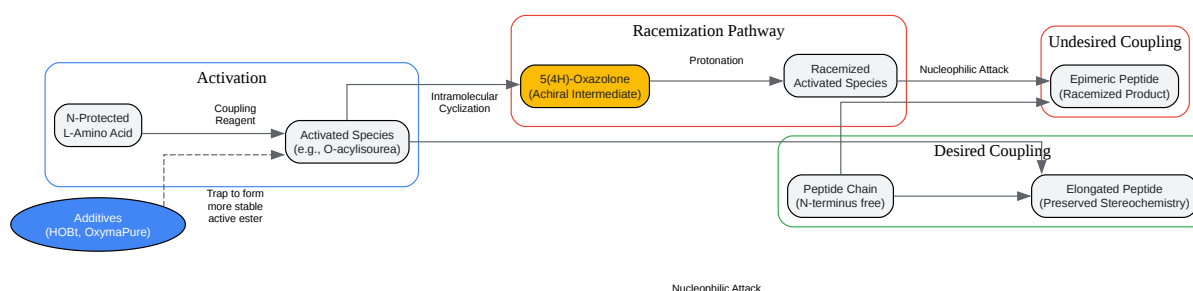 Racemization Pathway
Undesired Coupling
Activation
Protonation
5(4H)-Oxazolone
(Achiral Intermediate)
Racemized
Activated Species
Nucleophilic Attack
Epimeric Peptide
(Racemized Product)
Intramolecular
Cyclization
N-Protected
L-Amino Acid
Coupling
Reagent
Activated Species
(e.g., O-acylisourea)
Desired Coupling
Trap to form
more stable
active ester
Peptide Chain
(N-terminus free)
Elongated Peptide
(Preserved Stereochemistry)
Additives
(HOBt, OxymaPure)
Nucleophilic Attack